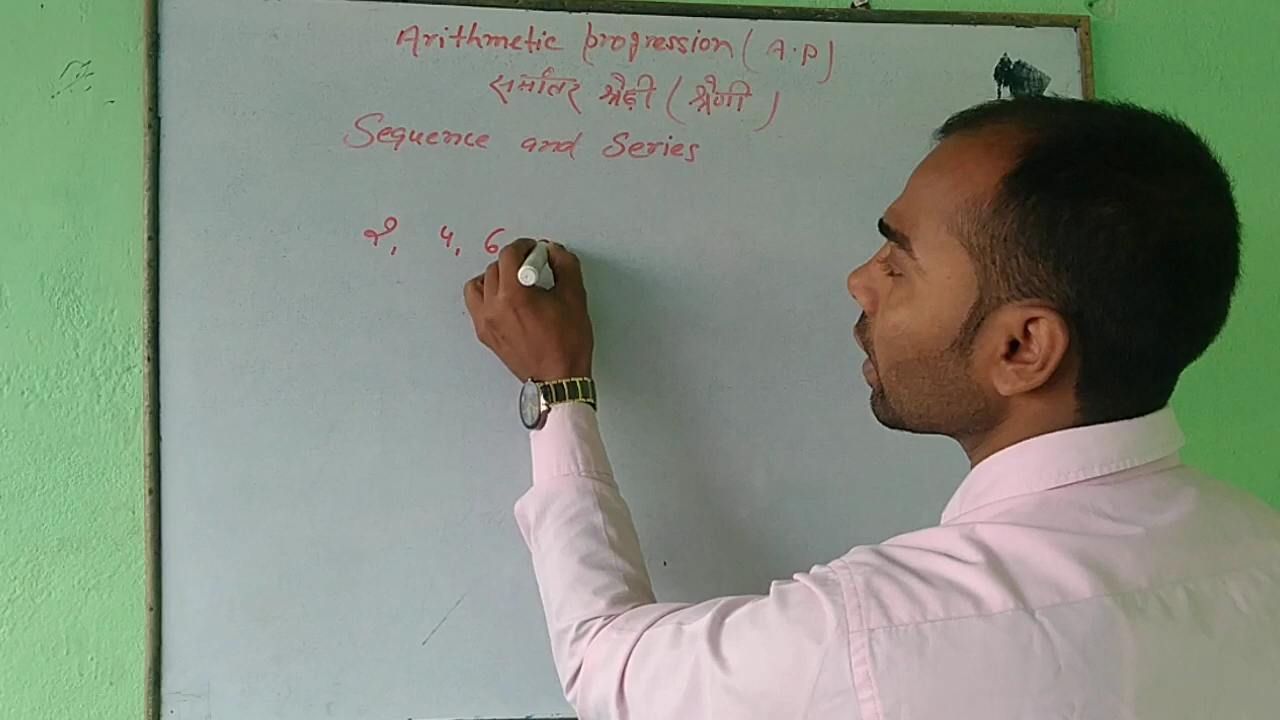 Arithmetic progression (A.P)
समांतर श्रेढ़ी (श्रेणी)
Sequence and Series
2, 4, 6